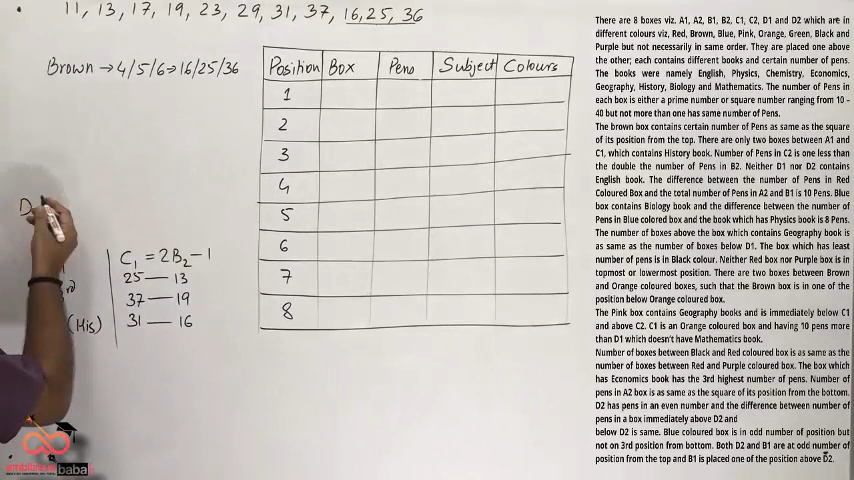 11, 13, 17, 19, 23, 29, 31, 37, 16, 25, 36
Brown → 4/5/6 ⇒ 16/25/36
Position Box Pens Subject Colours
1
2
3
4
5
6
7
8
D
rd
(His)
C1 = 2B2 - 1
25 — 13
37 — 19
31 — 16
ambitious
baba
There are 8 boxes viz. A1, A2, B1, B2, C1, C2, D1 and D2 which are in
different colours viz, Red, Brown, Blue, Pink, Orange, Green, Black and
Purple but not necessarily in same order. They are placed one above
the other; each contains different books and certain number of pens.
The books were namely English, Physics, Chemistry, Economics,
Geography, History, Biology and Mathematics. The number of Pens in
each box is either a prime number or square number ranging from 10 –
40 but not more than one has same number of Pens.
The brown box contains certain number of Pens as same as the square
of its position from the top. There are only two boxes between A1 and
C1, which contains History book. Number of Pens in C2 is one less than
the double the number of Pens in B2. Neither D1 nor D2 contains
English book. The difference between the number of Pens in Red
Coloured Box and the total number of Pens in A2 and B1 is 10 Pens. Blue
box contains Biology book and the difference between the number of
Pens in Blue colored box and the book which has Physics book is 8 Pens.
The number of boxes above the box which contains Geography book is
as same as the number of boxes below D1. The box which has least
number of pens is in Black colour. Neither Red box nor Purple box is in
topmost or lowermost position. There are two boxes between Brown
and Orange coloured boxes, such that the Brown box is in one of the
position below Orange coloured box.
The Pink box contains Geography books and is immediately below C1
and above C2. C1 is an Orange coloured box and having 10 pens more
than D1 which doesn't have Mathematics book.
Number of boxes between Black and Red coloured box is as same as the
number of boxes between Red and Purple coloured box. The box which
has Economics book has the 3rd highest number of pens. Number of
pens in A2 box is as same as the square of its position from the bottom.
D2 has pens in an even number and the difference between number of
pens in a box immediately above D2 and
below D2 is same. Blue coloured box is in odd number of position but
not on 3rd position from bottom. Both D2 and B1 are at odd number of
position from the top and B1 is placed one of the position above D2.